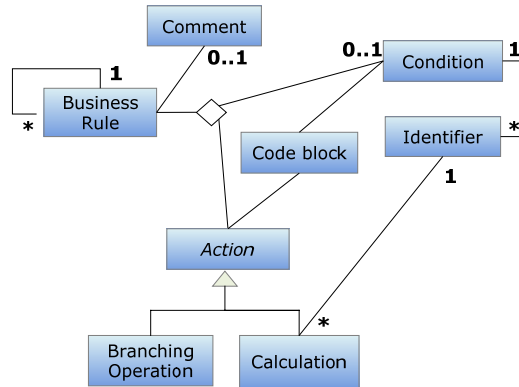 Comment
0..1
0..1
Condition
1
1
Business
Rule
*
Code block
Identifier
*
1
Action
*
Branching
Operation
Calculation